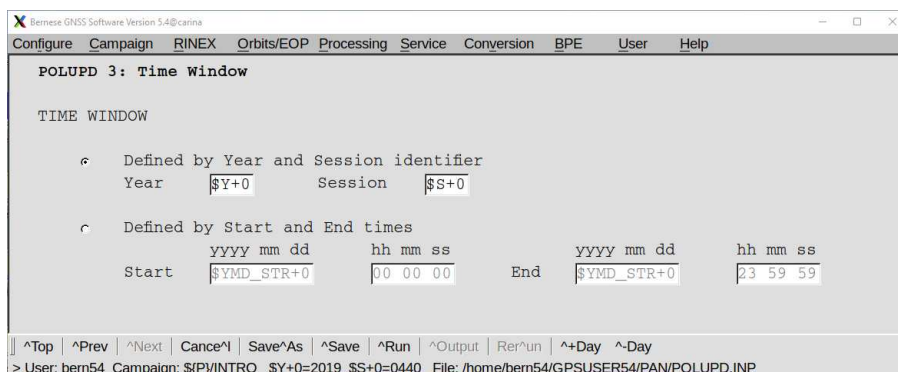 Bernese GNSS Software Version 5.4@carina
Configure Campaign RINEX Orbits/EOP Processing Service Conversion BPE User Help
POLUPD 3: Time Window
TIME WINDOW
Defined by Year and Session identifier
Year $Y+0 Session $S+0
Defined by Start and End times
yyyy mm dd hh mm ss yyyy mm dd hh mm ss
Start $YMD_STR+0 00 00 00 End $YMD_STR+0 23 59 59
^Top | ^Prev | ^Next | Cance^l | Save^As | ^Save | ^Run | ^Output | Rer^un | ^+Day ^-Day
> User: bern54 Campaign: ${P}/INTRO $Y+0=2019 $S+0=0440 File: /home/bern54/GPSUSER54/PAN/POLUPD.INP